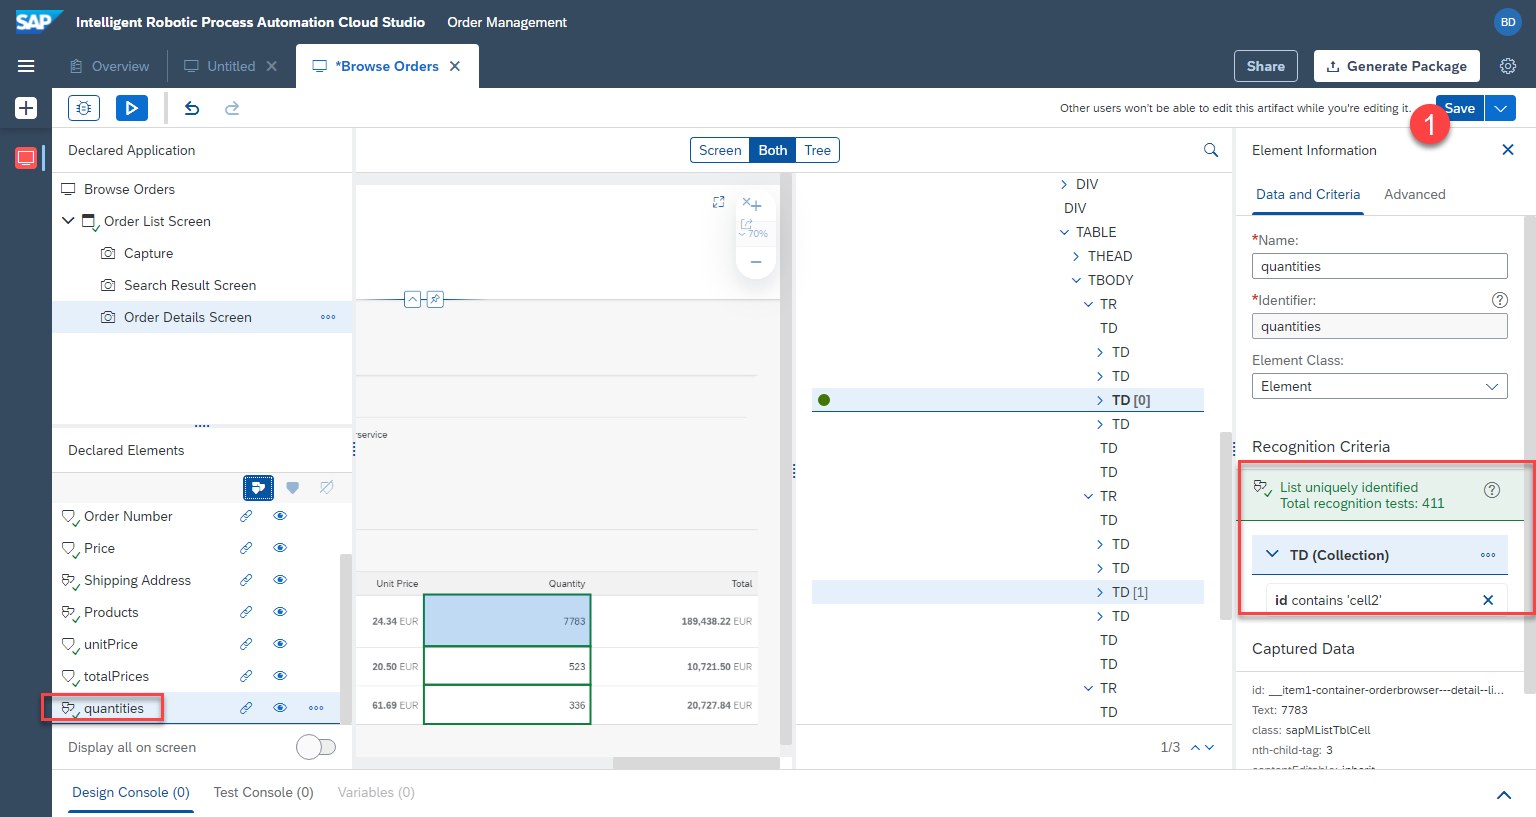 SAP Intelligent Robotic Process Automation Cloud Studio Order Management BD
Overview Untitled *Browse Orders Share Generate Package
Other users won't be able to edit this artifact while you're editing it. 1 Save
Declared Application
Browse Orders
Order List Screen
Capture
Search Result Screen
Order Details Screen
Declared Elements
Order Number
Price
Shipping Address
Products
unitPrice
totalPrices
quantities
Display all on screen
Screen Both Tree
70%
Unit Price Quantity Total
24.34 EUR 7783 189,438.22 EUR
20.50 EUR 523 10,721.50 EUR
61.69 EUR 336 20,727.84 EUR
DIV
DIV
TABLE
THEAD
TBODY
TR
TD
TD
TD
TD [0]
TD
TD
TD
TR
TD
TD
TD
TD [1]
TD
TD
TD
TR
TD
1/3
Element Information
Data and Criteria Advanced
*Name:
quantities
*Identifier:
quantities
Element Class:
Element
Recognition Criteria
List uniquely identified
Total recognition tests: 411
TD (Collection)
id contains 'cell2'
Captured Data
id: __item1-container-orderbrowser---detail--li...
Text: 7783
class: sapMListTblCell
nth-child-tag: 3
contentEditable: inherit
Design Console (0) Test Console (0) Variables (0)